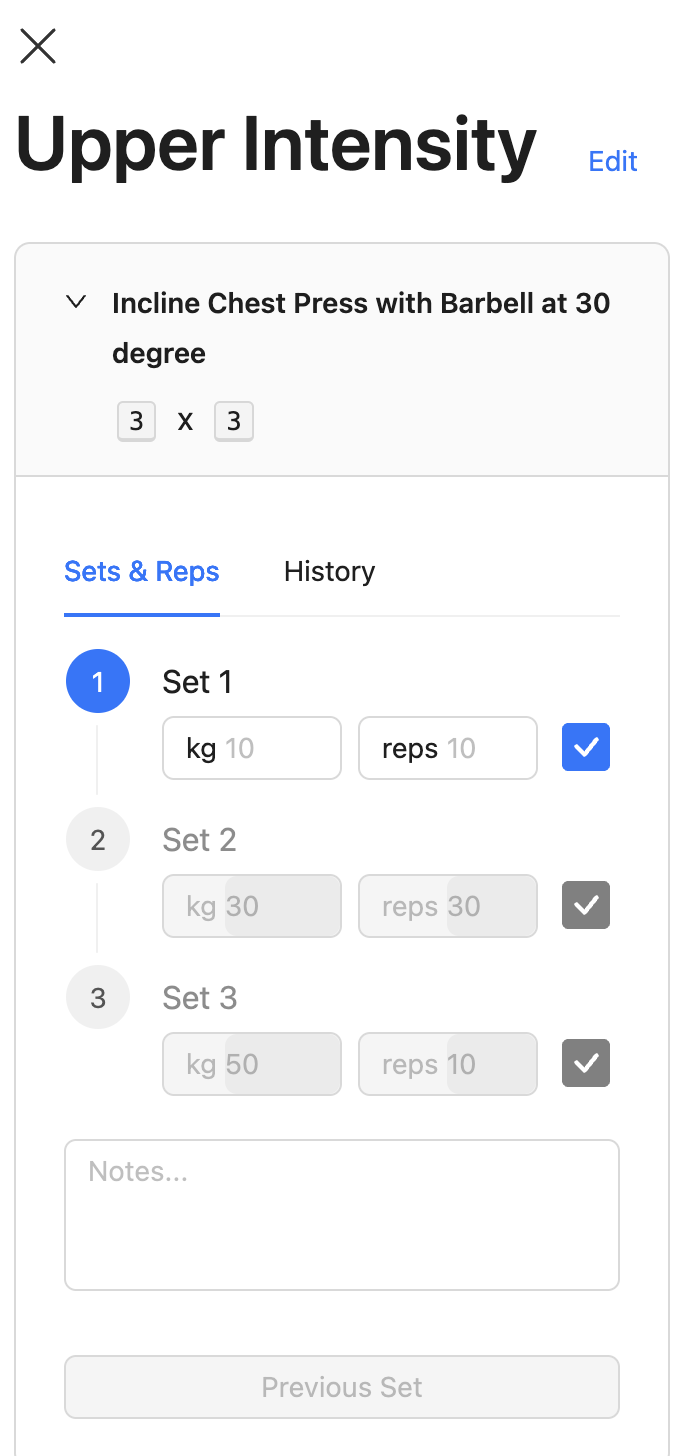 Upper Intensity
Edit
Incline Chest Press with Barbell at 30
degree
3 x 3
Sets & Reps History
1 Set 1
kg 10 reps 10
2 Set 2
kg 30 reps 30
3 Set 3
kg 50 reps 10
Notes...
Previous Set